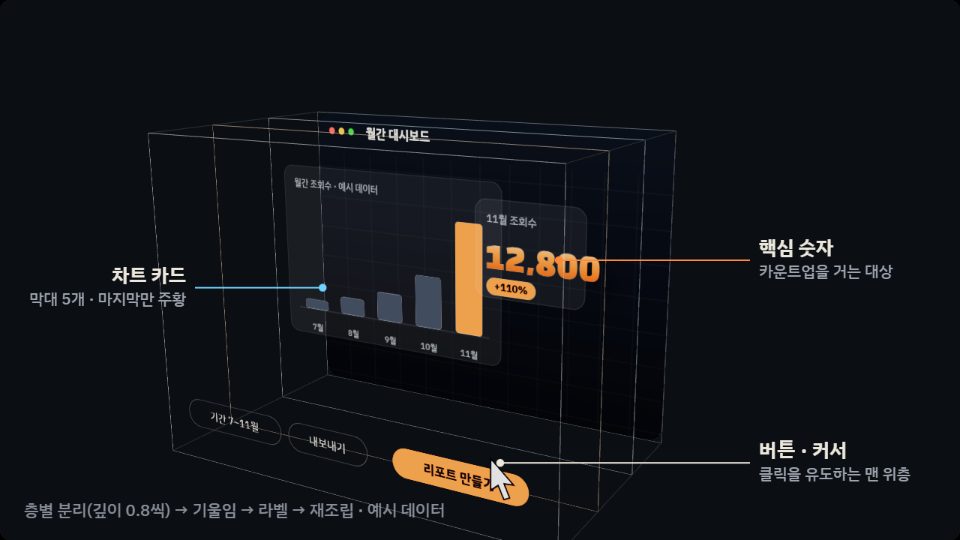 월간 대시보드
월간 조회수 · 예시 데이터
11월 조회수
12,800
+110%
7월
8월
9월
10월
11월
핵심 숫자
카운트업을 거는 대상
차트 카드
막대 5개 · 마지막만 주황
기간 7~11월
내보내기
리포트 만들기
버튼 · 커서
클릭을 유도하는 맨 위층
층별 분리(깊이 0.8씩) → 기울임 → 라벨 → 재조립 · 예시 데이터